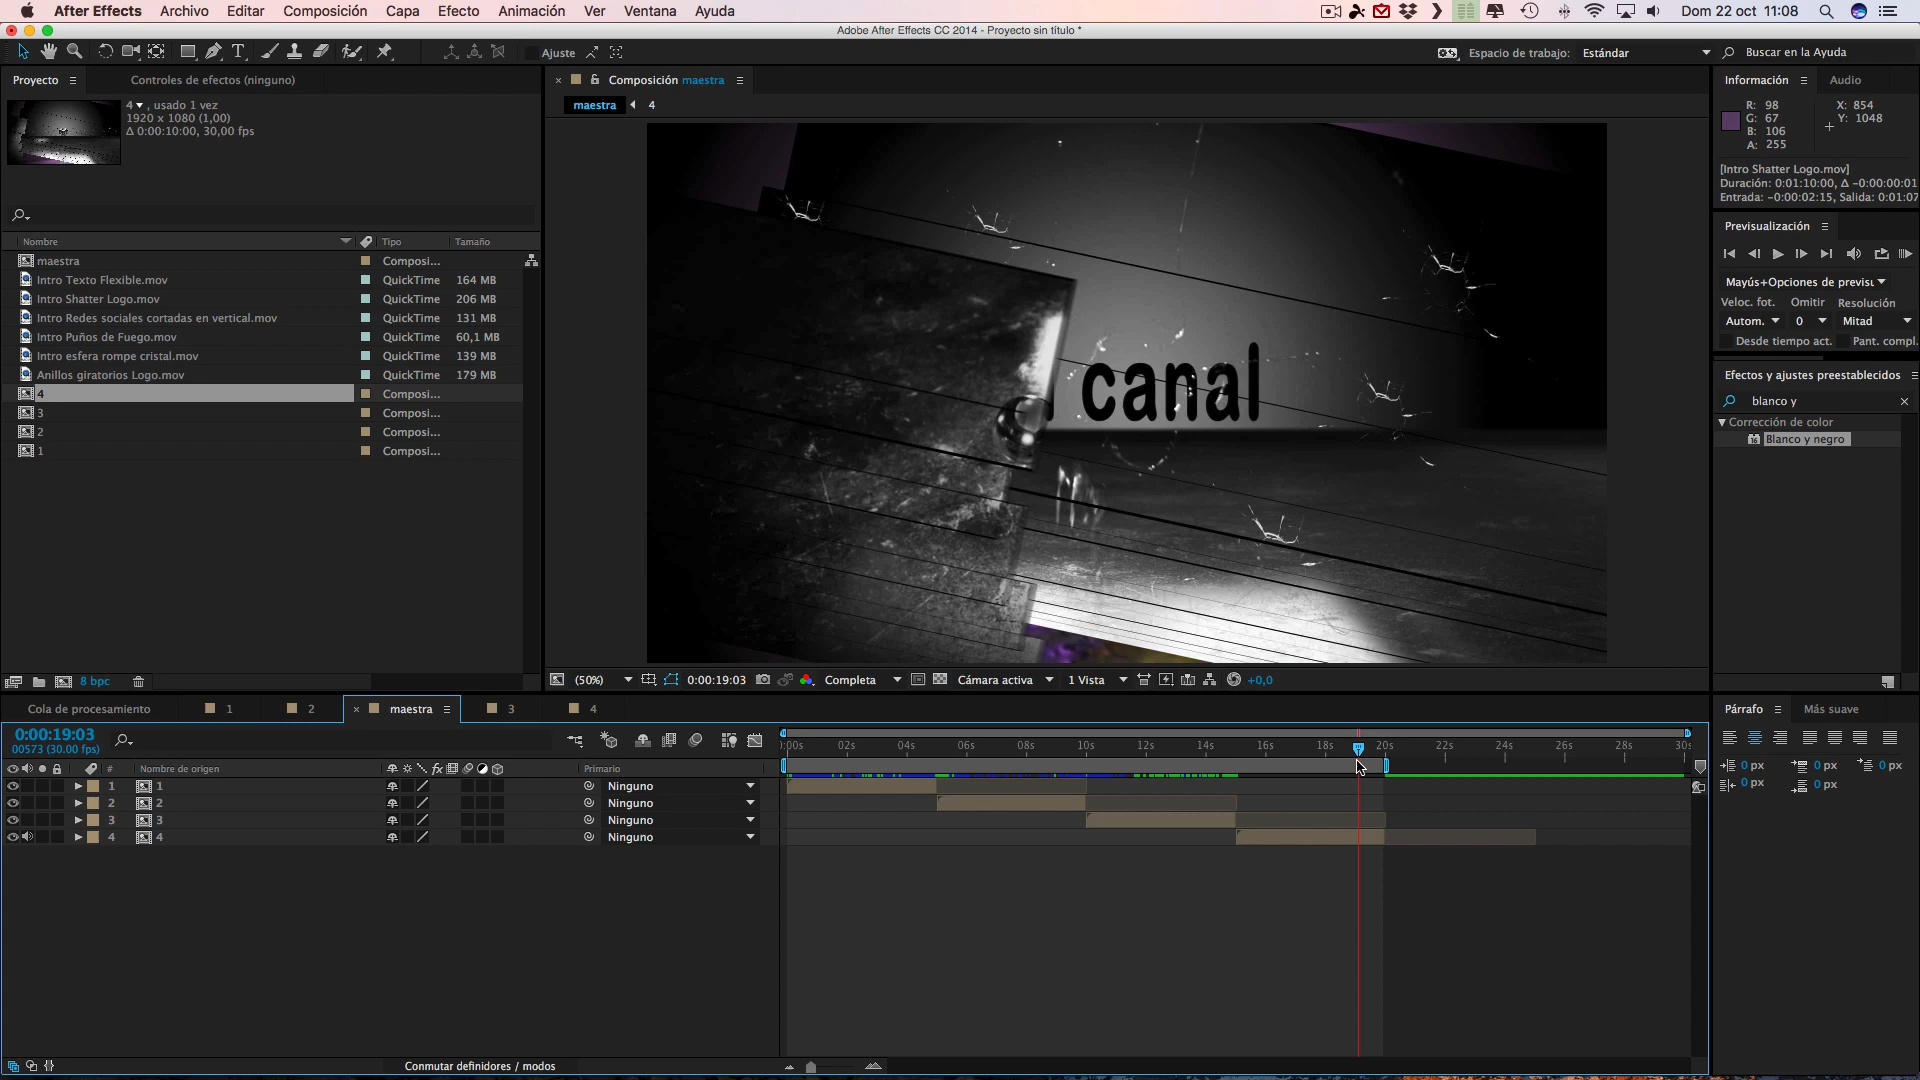 After Effects Archivo Editar Composición Capa Efecto Animación Ver Ventana Ayuda Dom 22 oct 11:08
Adobe After Effects CC 2014 - Proyecto sin título *
Ajuste Espacio de trabajo: Estándar Buscar en la Ayuda
Proyecto Controles de efectos (ninguno)
4 , usado 1 vez
1920 x 1080 (1,00)
Δ 0:00:10:00, 30,00 fps
Nombre Tipo Tamaño
maestra Composi...
Intro Texto Flexible.mov QuickTime 164 MB
Intro Shatter Logo.mov QuickTime 206 MB
Intro Redes sociales cortadas en vertical.mov QuickTime 131 MB
Intro Puños de Fuego.mov QuickTime 60,1 MB
Intro esfera rompe cristal.mov QuickTime 139 MB
Anillos giratorios Logo.mov QuickTime 179 MB
4 Composi...
3 Composi...
2 Composi...
1 Composi...
8 bpc
Composición maestra
maestra 4
canal
(50%) 0:00:19:03 Completa Cámara activa 1 Vista +0,0
Información Audio
R: 98 X: 854
G: 67 Y: 1048
B: 106
A: 255
[Intro Shatter Logo.mov]
Duración: 0:01:10:00, Δ -0:00:00:01
Entrada: -0:00:02:15, Salida: 0:01:07
Previsualización
Mayús+Opciones de previsu
Veloc. fot. Omitir Resolución
Autom. 0 Mitad
Desde tiempo act. Pant. compl.
Efectos y ajustes preestablecidos
blanco y
Corrección de color
Blanco y negro
Cola de procesamiento 1 2 maestra 3 4
0:00:19:03
00573 (30.00 fps)
:00s 02s 04s 06s 08s 10s 12s 14s 16s 18s 20s 22s 24s 26s 28s 30s
# Nombre de origen fx Primario
1 1 Ninguno
2 2 Ninguno
3 3 Ninguno
4 4 Ninguno
Conmutar definidores / modos
Párrafo Más suave
0 px 0 px 0 px
0 px 0 px